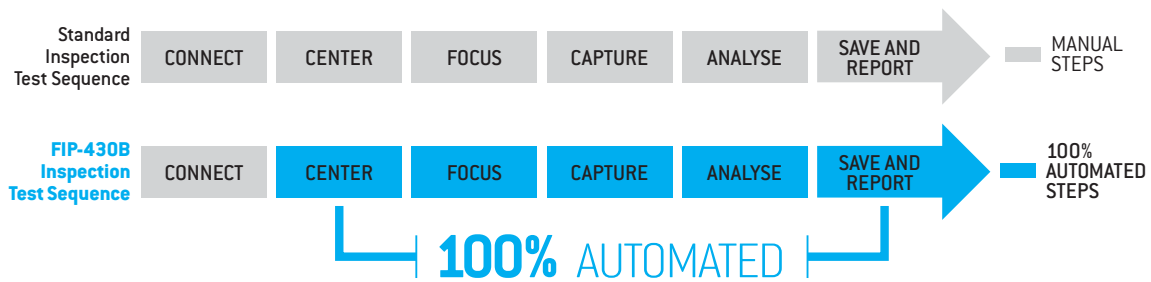 Standard
Inspection
Test Sequence
CONNECT
CENTER
FOCUS
CAPTURE
ANALYSE
SAVE AND
REPORT
MANUAL
STEPS
FIP-430B
Inspection
Test Sequence
CONNECT
CENTER
FOCUS
CAPTURE
ANALYSE
SAVE AND
REPORT
100%
AUTOMATED
STEPS
100% AUTOMATED